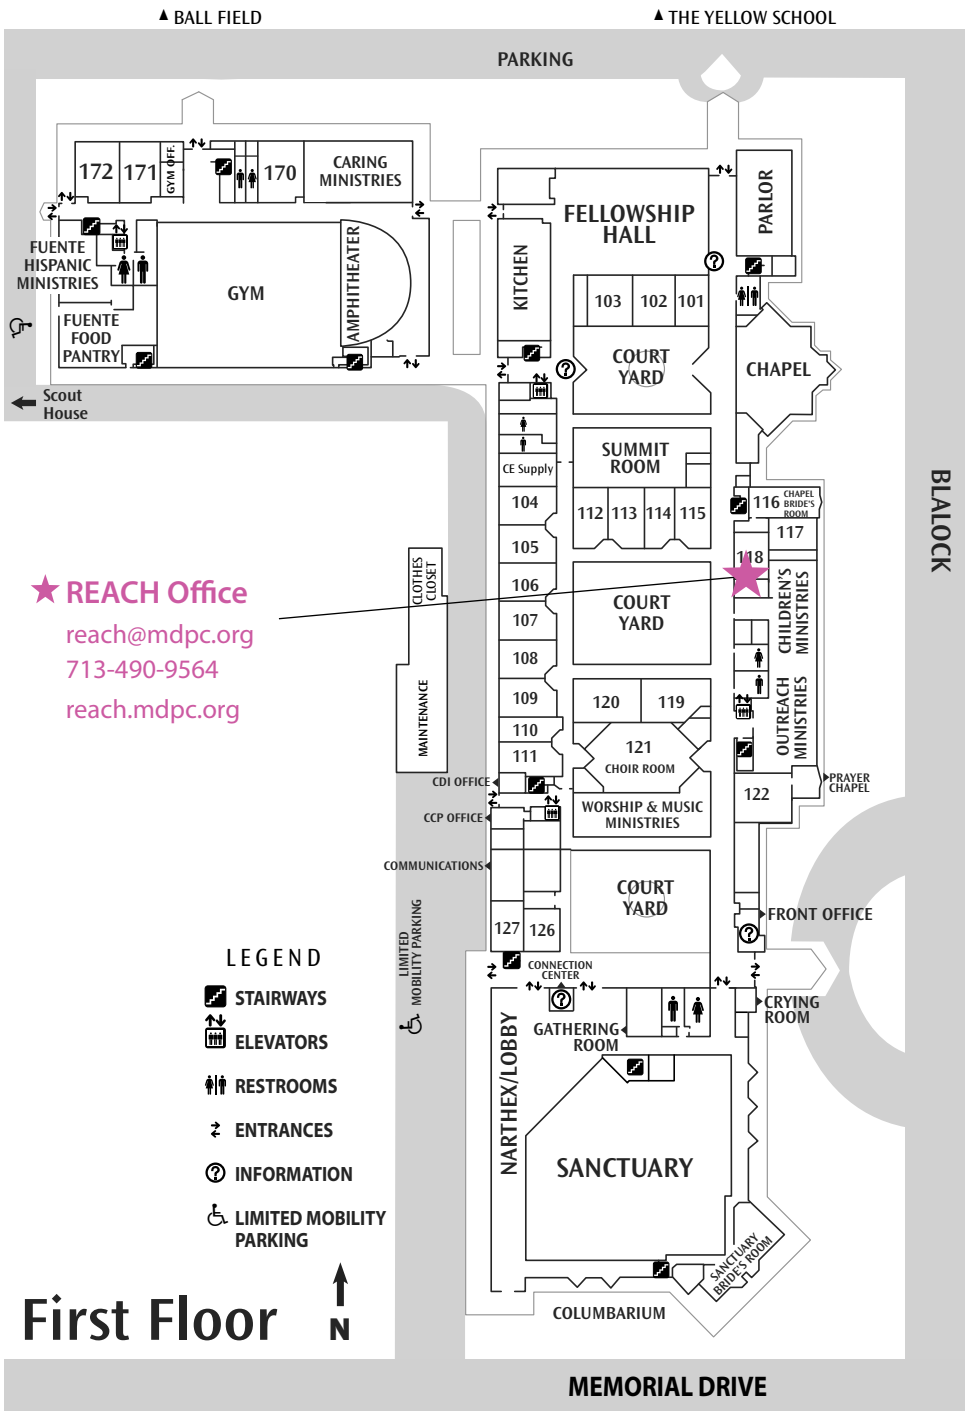 BALL FIELD
THE YELLOW SCHOOL
PARKING
172
171
GYM OFF.
170
CARING
MINISTRIES
FELLOWSHIP
HALL
PARLOR
FUENTE
HISPANIC
MINISTRIES
GYM
AMPHITHEATER
KITCHEN
103
102
101
FUENTE
FOOD
PANTRY
COURT
YARD
CHAPEL
Scout
House
SUMMIT
ROOM
CE Supply
104
112
113
114
115
116
CHAPEL
BRIDE'S
ROOM
117
BLALOCK
105
118
CLOTHES
CLOSET
REACH Office
reach@mdpc.org
713-490-9564
reach.mdpc.org
106
107
108
109
110
111
COURT
YARD
CHILDREN'S
MINISTRIES
OUTREACH
MINISTRIES
120
119
121
CHOIR ROOM
MAINTENANCE
CDI OFFICE
PRAYER
CHAPEL
122
WORSHIP & MUSIC
MINISTRIES
CCP OFFICE
COMMUNICATIONS
COURT
YARD
127
126
FRONT OFFICE
LIMITED
MOBILITY PARKING
CONNECTION
CENTER
CRYING
ROOM
GATHERING
ROOM
NARTHEX/LOBBY
SANCTUARY
SANCTUARY
BRIDE'S ROOM
COLUMBARIUM
LEGEND
STAIRWAYS
ELEVATORS
RESTROOMS
ENTRANCES
INFORMATION
LIMITED MOBILITY
PARKING
First Floor
N
MEMORIAL DRIVE